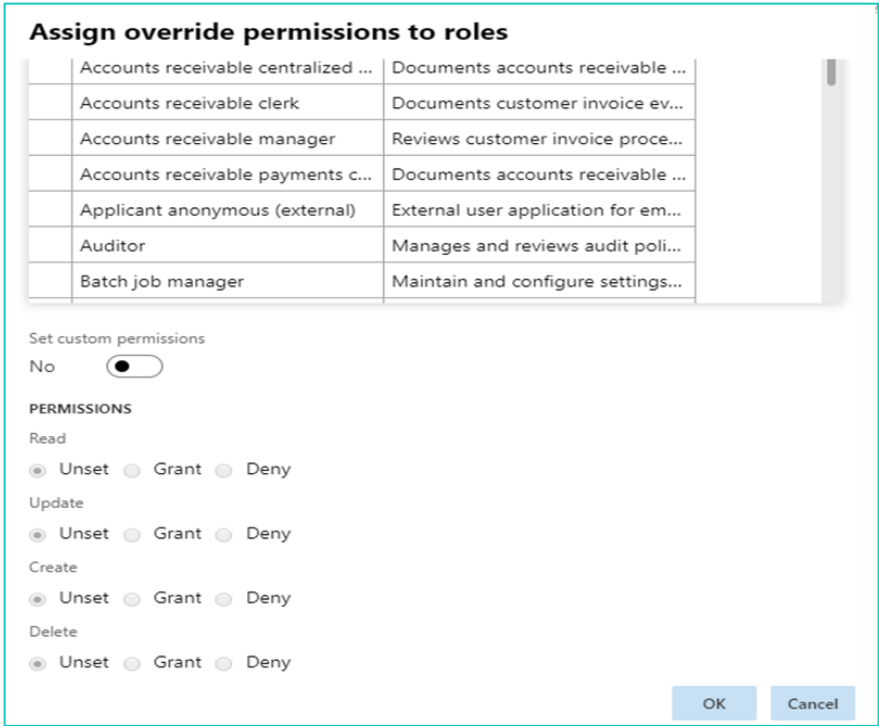 Assign override permissions to roles
Accounts receivable centralized ... Documents accounts receivable ...
Accounts receivable clerk Documents customer invoice ev...
Accounts receivable manager Reviews customer invoice proce...
Accounts receivable payments c... Documents accounts receivable ...
Applicant anonymous (external) External user application for em...
Auditor Manages and reviews audit poli...
Batch job manager Maintain and configure settings...
Set custom permissions
No
PERMISSIONS
Read
Unset Grant Deny
Update
Unset Grant Deny
Create
Unset Grant Deny
Delete
Unset Grant Deny
OK Cancel